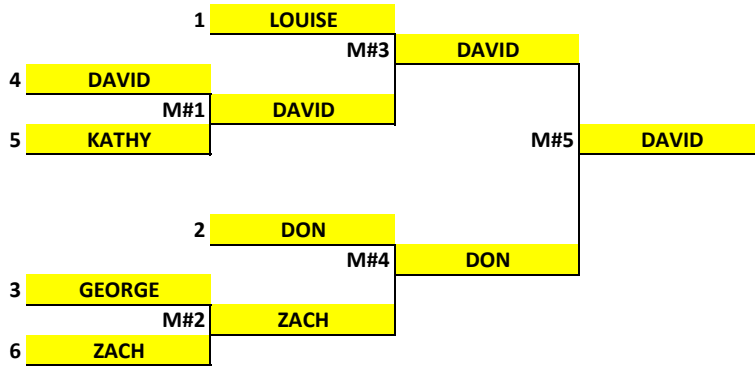 1 LOUISE
M#3 DAVID
4 DAVID
M#1 DAVID
5 KATHY
M#5 DAVID
2 DON
M#4 DON
3 GEORGE
M#2 ZACH
6 ZACH